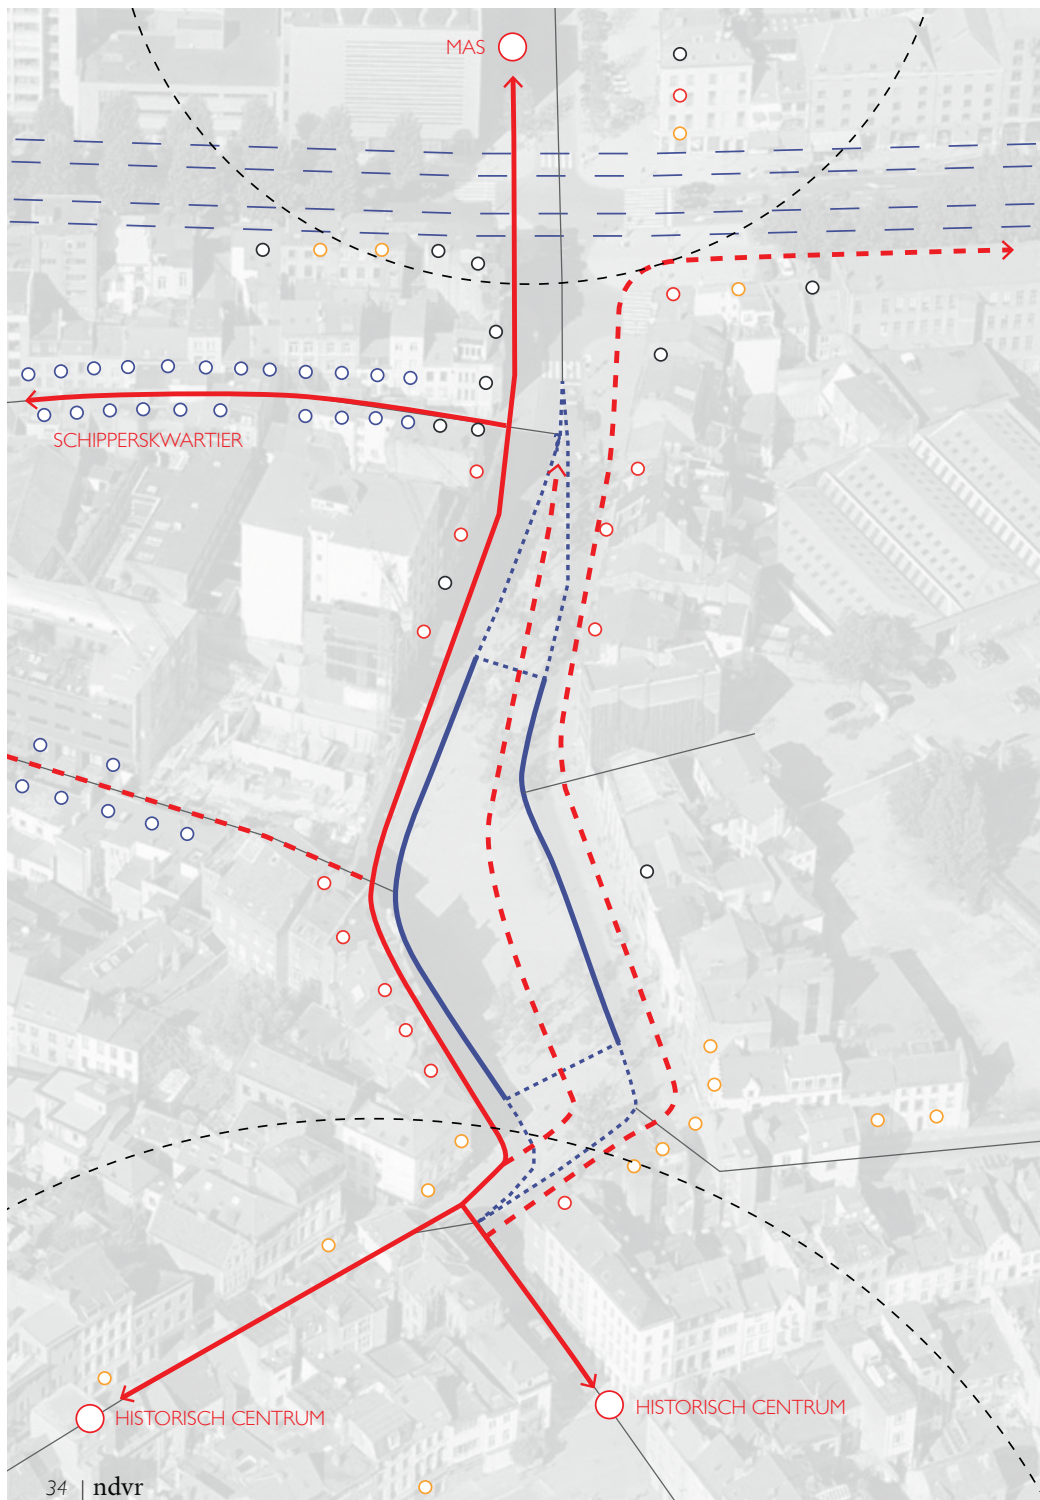 MAS
SCHIPPERSKWARTIER
HISTORISCH CENTRUM
HISTORISCH CENTRUM
34 | ndvr